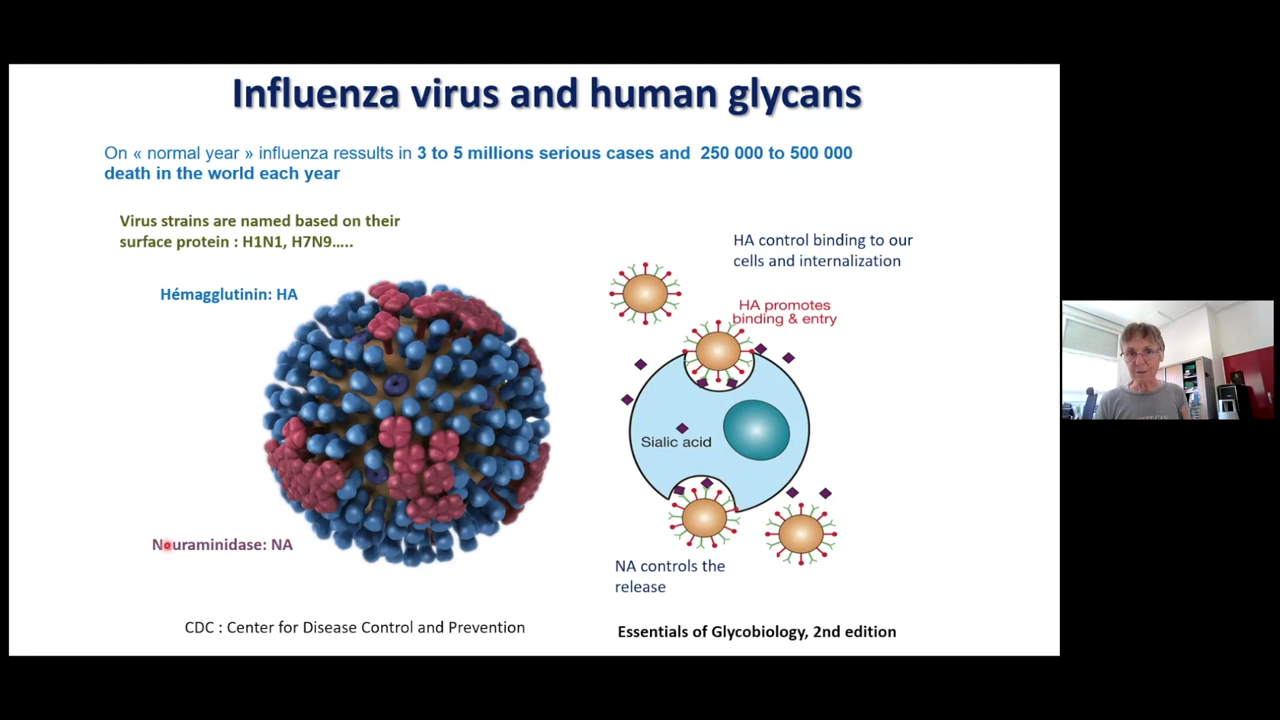 Influenza virus and human glycans
On « normal year » influenza ressults in 3 to 5 millions serious cases and 250 000 to 500 000
death in the world each year
Virus strains are named based on their
surface protein : H1N1, H7N9.....
Hémagglutinin: HA
Neuraminidase: NA
CDC : Center for Disease Control and Prevention
HA control binding to our
cells and internalization
HA promotes
binding & entry
Sialic acid
NA controls the
release
Essentials of Glycobiology, 2nd edition